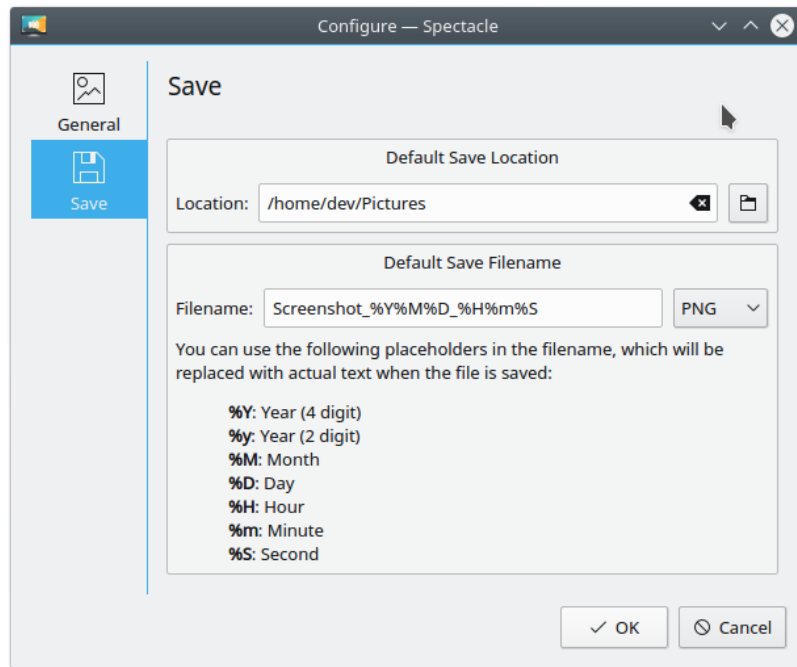 Configure — Spectacle
General
Save
Save
Default Save Location
Location: /home/dev/Pictures
Default Save Filename
Filename: Screenshot_%Y%M%D_%H%m%S PNG
You can use the following placeholders in the filename, which will be
replaced with actual text when the file is saved:
%Y: Year (4 digit)
%y: Year (2 digit)
%M: Month
%D: Day
%H: Hour
%m: Minute
%S: Second
OK Cancel